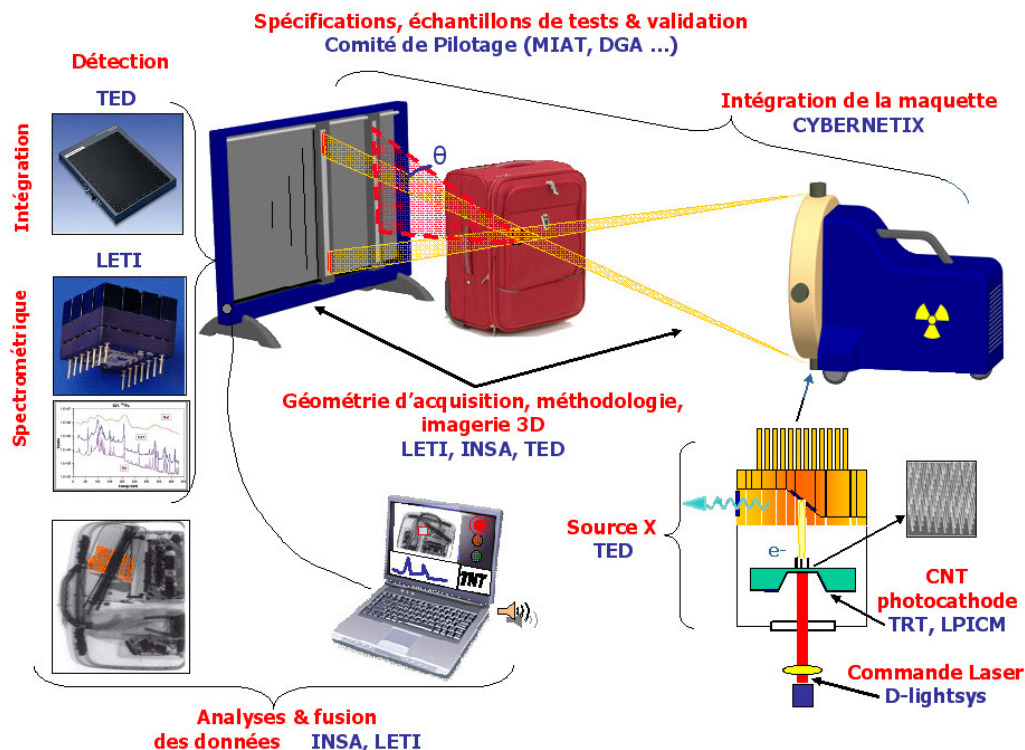 Spécifications, échantillons de tests & validation
Comité de Pilotage (MIAT, DGA ...)
Détection
TED
Intégration
LETI
Spectrométrique
Intégration de la maquette
CYBERNETIX
θ
Géométrie d'acquisition, méthodologie,
imagerie 3D
LETI, INSA, TED
Source X
TED
e-
CNT
photocathode
TRT, LPICM
Commande Laser
D-lightsys
TNT
Analyses & fusion
des données INSA, LETI